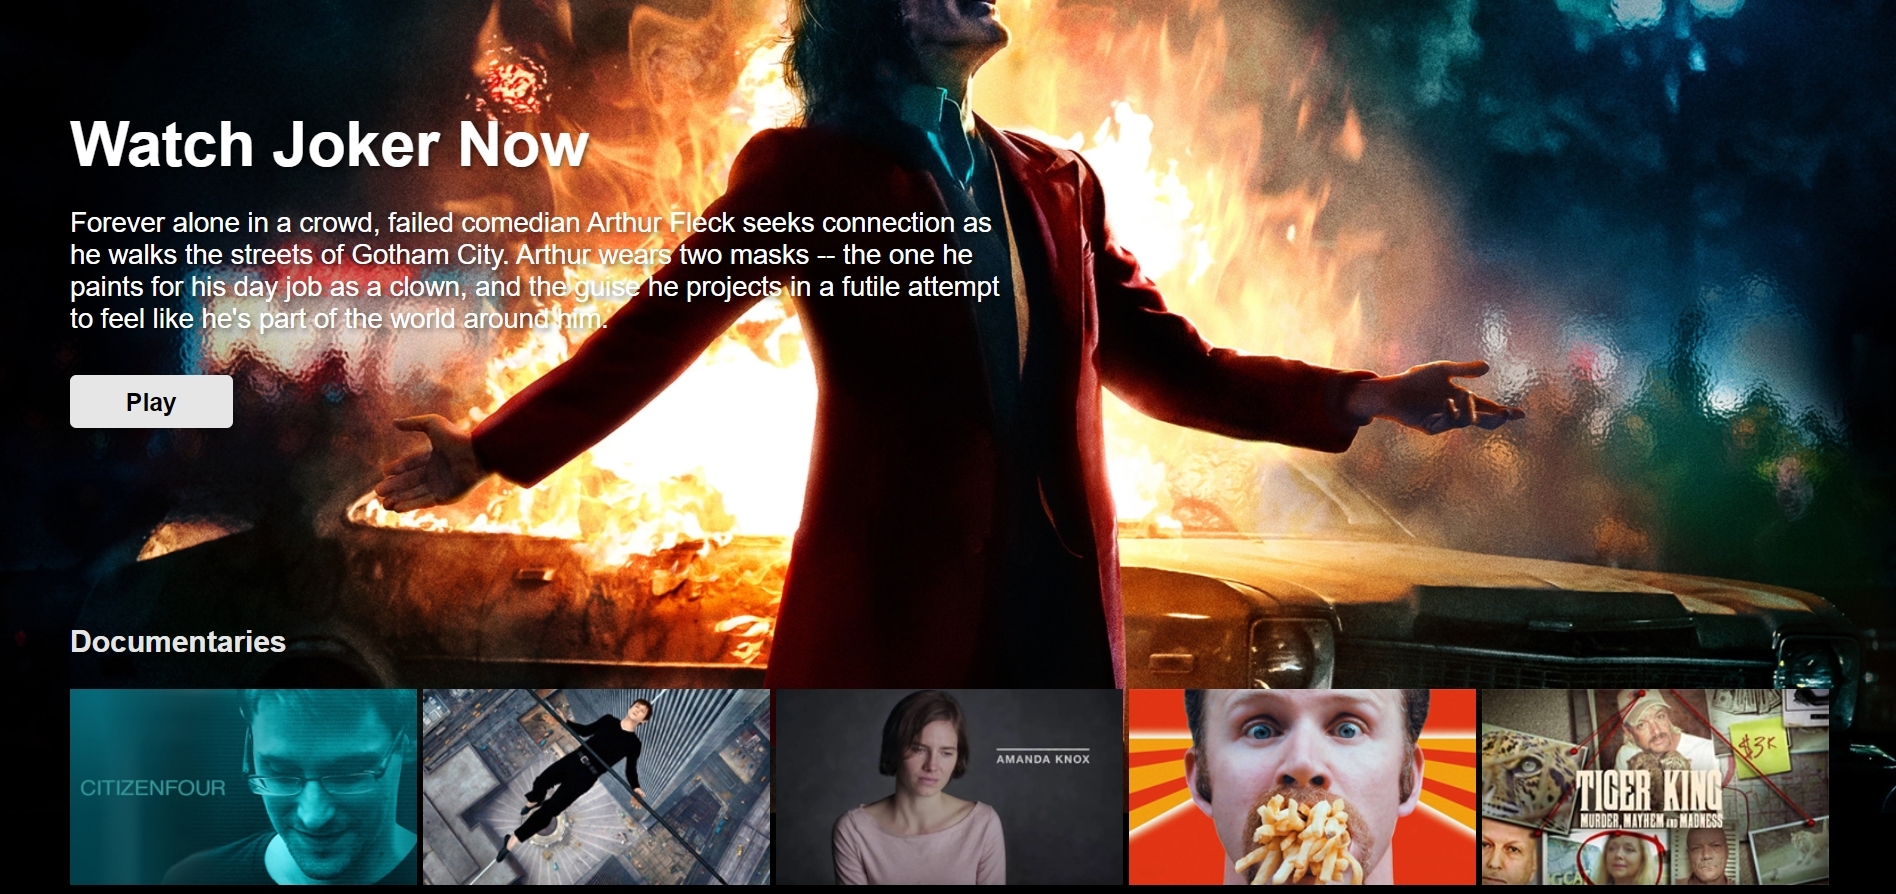 Watch Joker Now
Forever alone in a crowd, failed comedian Arthur Fleck seeks connection as
he walks the streets of Gotham City. Arthur wears two masks -- the one he
paints for his day job as a clown, and the guise he projects in a futile attempt
to feel like he's part of the world around him.
Play
Documentaries
CITIZENFOUR
AMANDA KNOX
$3K
TIGER KING
MURDER, MAYHEM AND MADNESS